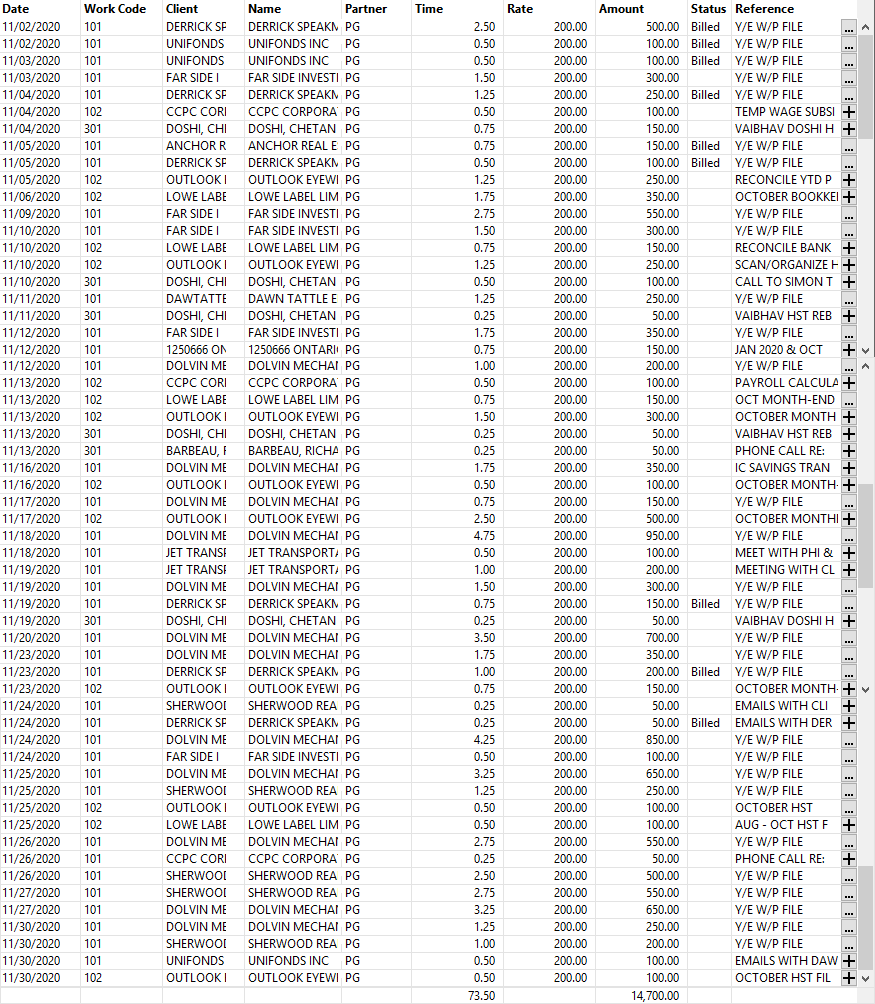 Date Work Code Client Name Partner Time Rate Amount Status Reference
11/02/2020 101 DERRICK SP DERRICK SPEAKM PG 2.50 200.00 500.00 Billed Y/E W/P FILE ...
11/02/2020 101 UNIFONDS UNIFONDS INC PG 0.50 200.00 100.00 Billed Y/E W/P FILE ...
11/03/2020 101 UNIFONDS UNIFONDS INC PG 0.50 200.00 100.00 Billed Y/E W/P FILE ...
11/03/2020 101 FAR SIDE I FAR SIDE INVESTI PG 1.50 200.00 300.00 Y/E W/P FILE ...
11/04/2020 101 DERRICK SP DERRICK SPEAKM PG 1.25 200.00 250.00 Billed Y/E W/P FILE ...
11/04/2020 102 CCPC CORI CCPC CORPORA PG 0.50 200.00 100.00 TEMP WAGE SUBSI +
11/04/2020 301 DOSHI, CHI DOSHI, CHETAN PG 0.75 200.00 150.00 VAIBHAV DOSHI H +
11/05/2020 101 ANCHOR R ANCHOR REAL E PG 0.75 200.00 150.00 Billed Y/E W/P FILE ...
11/05/2020 101 DERRICK SP DERRICK SPEAKM PG 0.50 200.00 100.00 Billed Y/E W/P FILE ...
11/05/2020 102 OUTLOOK I OUTLOOK EYEWI PG 1.25 200.00 250.00 RECONCILE YTD P +
11/06/2020 102 LOWE LABE LOWE LABEL LIM PG 1.75 200.00 350.00 OCTOBER BOOKKEI +
11/09/2020 101 FAR SIDE I FAR SIDE INVESTI PG 2.75 200.00 550.00 Y/E W/P FILE ...
11/10/2020 101 FAR SIDE I FAR SIDE INVESTI PG 1.50 200.00 300.00 Y/E W/P FILE ...
11/10/2020 102 LOWE LABE LOWE LABEL LIM PG 0.75 200.00 150.00 RECONCILE BANK +
11/10/2020 102 OUTLOOK I OUTLOOK EYEWI PG 1.25 200.00 250.00 SCAN/ORGANIZE H +
11/10/2020 301 DOSHI, CHI DOSHI, CHETAN PG 0.50 200.00 100.00 CALL TO SIMON T +
11/11/2020 101 DAWTATTE DAWN TATTLE E PG 1.25 200.00 250.00 Y/E W/P FILE ...
11/11/2020 301 DOSHI, CHI DOSHI, CHETAN PG 0.25 200.00 50.00 VAIBHAV HST REB +
11/12/2020 101 FAR SIDE I FAR SIDE INVESTI PG 1.75 200.00 350.00 Y/E W/P FILE ...
11/12/2020 101 1250666 ON 1250666 ONTARI PG 0.75 200.00 150.00 JAN 2020 & OCT +
11/12/2020 101 DOLVIN ME DOLVIN MECHAI PG 1.00 200.00 200.00 Y/E W/P FILE ...
11/13/2020 102 CCPC CORI CCPC CORPORA PG 0.50 200.00 100.00 PAYROLL CALCULA +
11/13/2020 102 LOWE LABE LOWE LABEL LIM PG 0.75 200.00 150.00 OCT MONTH-END ...
11/13/2020 102 OUTLOOK I OUTLOOK EYEWI PG 1.50 200.00 300.00 OCTOBER MONTH +
11/13/2020 301 DOSHI, CHI DOSHI, CHETAN PG 0.25 200.00 50.00 VAIBHAV HST REB +
11/13/2020 301 BARBEAU, F BARBEAU, RICHA PG 0.25 200.00 50.00 PHONE CALL RE: +
11/16/2020 101 DOLVIN ME DOLVIN MECHAI PG 1.75 200.00 350.00 IC SAVINGS TRAN +
11/16/2020 102 OUTLOOK I OUTLOOK EYEWI PG 0.50 200.00 100.00 OCTOBER MONTH- +
11/17/2020 101 DOLVIN ME DOLVIN MECHAI PG 0.75 200.00 150.00 Y/E W/P FILE ...
11/17/2020 102 OUTLOOK I OUTLOOK EYEWI PG 2.50 200.00 500.00 OCTOBER MONTHI +
11/18/2020 101 DOLVIN ME DOLVIN MECHAI PG 4.75 200.00 950.00 Y/E W/P FILE ...
11/18/2020 101 JET TRANSF JET TRANSPORTA PG 0.50 200.00 100.00 MEET WITH PHI & +
11/19/2020 101 JET TRANSF JET TRANSPORTA PG 1.00 200.00 200.00 MEETING WITH CL +
11/19/2020 101 DOLVIN ME DOLVIN MECHAI PG 1.50 200.00 300.00 Y/E W/P FILE ...
11/19/2020 101 DERRICK SP DERRICK SPEAKM PG 0.75 200.00 150.00 Billed Y/E W/P FILE ...
11/19/2020 301 DOSHI, CHI DOSHI, CHETAN PG 0.25 200.00 50.00 VAIBHAV DOSHI H +
11/20/2020 101 DOLVIN ME DOLVIN MECHAI PG 3.50 200.00 700.00 Y/E W/P FILE ...
11/23/2020 101 DOLVIN ME DOLVIN MECHAI PG 1.75 200.00 350.00 Y/E W/P FILE ...
11/23/2020 101 DERRICK SP DERRICK SPEAKM PG 1.00 200.00 200.00 Billed Y/E W/P FILE ...
11/23/2020 102 OUTLOOK I OUTLOOK EYEWI PG 0.75 200.00 150.00 OCTOBER MONTH- +
11/24/2020 101 SHERWOOD SHERWOOD REA PG 0.25 200.00 50.00 EMAILS WITH CLI +
11/24/2020 101 DERRICK SP DERRICK SPEAKM PG 0.25 200.00 50.00 Billed EMAILS WITH DER +
11/24/2020 101 DOLVIN ME DOLVIN MECHAI PG 4.25 200.00 850.00 Y/E W/P FILE ...
11/24/2020 101 FAR SIDE I FAR SIDE INVESTI PG 0.50 200.00 100.00 Y/E W/P FILE ...
11/25/2020 101 DOLVIN ME DOLVIN MECHAI PG 3.25 200.00 650.00 Y/E W/P FILE ...
11/25/2020 101 SHERWOOD SHERWOOD REA PG 1.25 200.00 250.00 Y/E W/P FILE ...
11/25/2020 102 OUTLOOK I OUTLOOK EYEWI PG 0.50 200.00 100.00 OCTOBER HST ...
11/25/2020 102 LOWE LABE LOWE LABEL LIM PG 0.50 200.00 100.00 AUG - OCT HST F +
11/26/2020 101 DOLVIN ME DOLVIN MECHAI PG 2.75 200.00 550.00 Y/E W/P FILE ...
11/26/2020 101 CCPC CORI CCPC CORPORA PG 0.25 200.00 50.00 PHONE CALL RE: +
11/26/2020 101 SHERWOOD SHERWOOD REA PG 2.50 200.00 500.00 Y/E W/P FILE ...
11/27/2020 101 SHERWOOD SHERWOOD REA PG 2.75 200.00 550.00 Y/E W/P FILE ...
11/27/2020 101 DOLVIN ME DOLVIN MECHAI PG 3.25 200.00 650.00 Y/E W/P FILE ...
11/30/2020 101 DOLVIN ME DOLVIN MECHAI PG 1.25 200.00 250.00 Y/E W/P FILE ...
11/30/2020 101 SHERWOOD SHERWOOD REA PG 1.00 200.00 200.00 Y/E W/P FILE ...
11/30/2020 101 UNIFONDS UNIFONDS INC PG 0.50 200.00 100.00 EMAILS WITH DAW +
11/30/2020 102 OUTLOOK I OUTLOOK EYEWI PG 0.50 200.00 100.00 OCTOBER HST FIL +
73.50 14,700.00